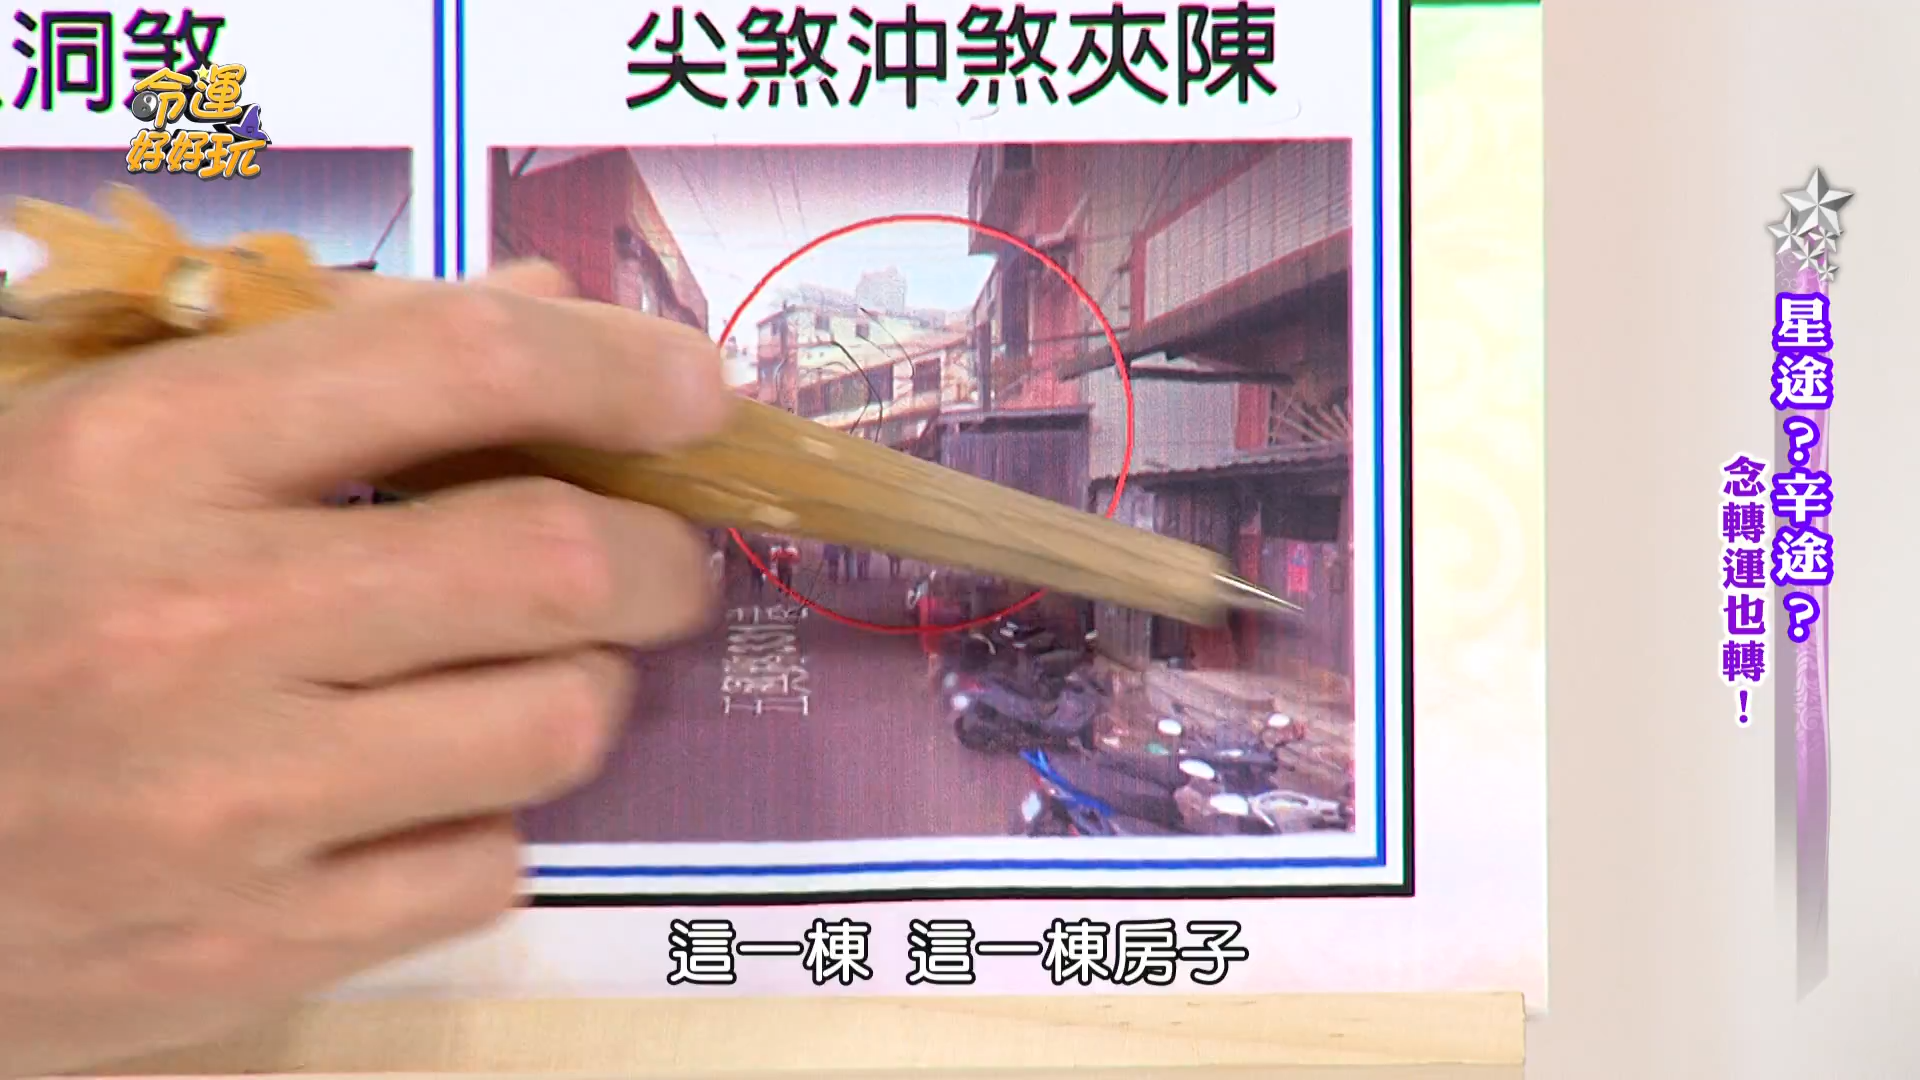 洞煞
尖煞沖煞夾陳
命運
好好玩
星途？辛途？
念轉運也轉！
這一棟 這一棟房子